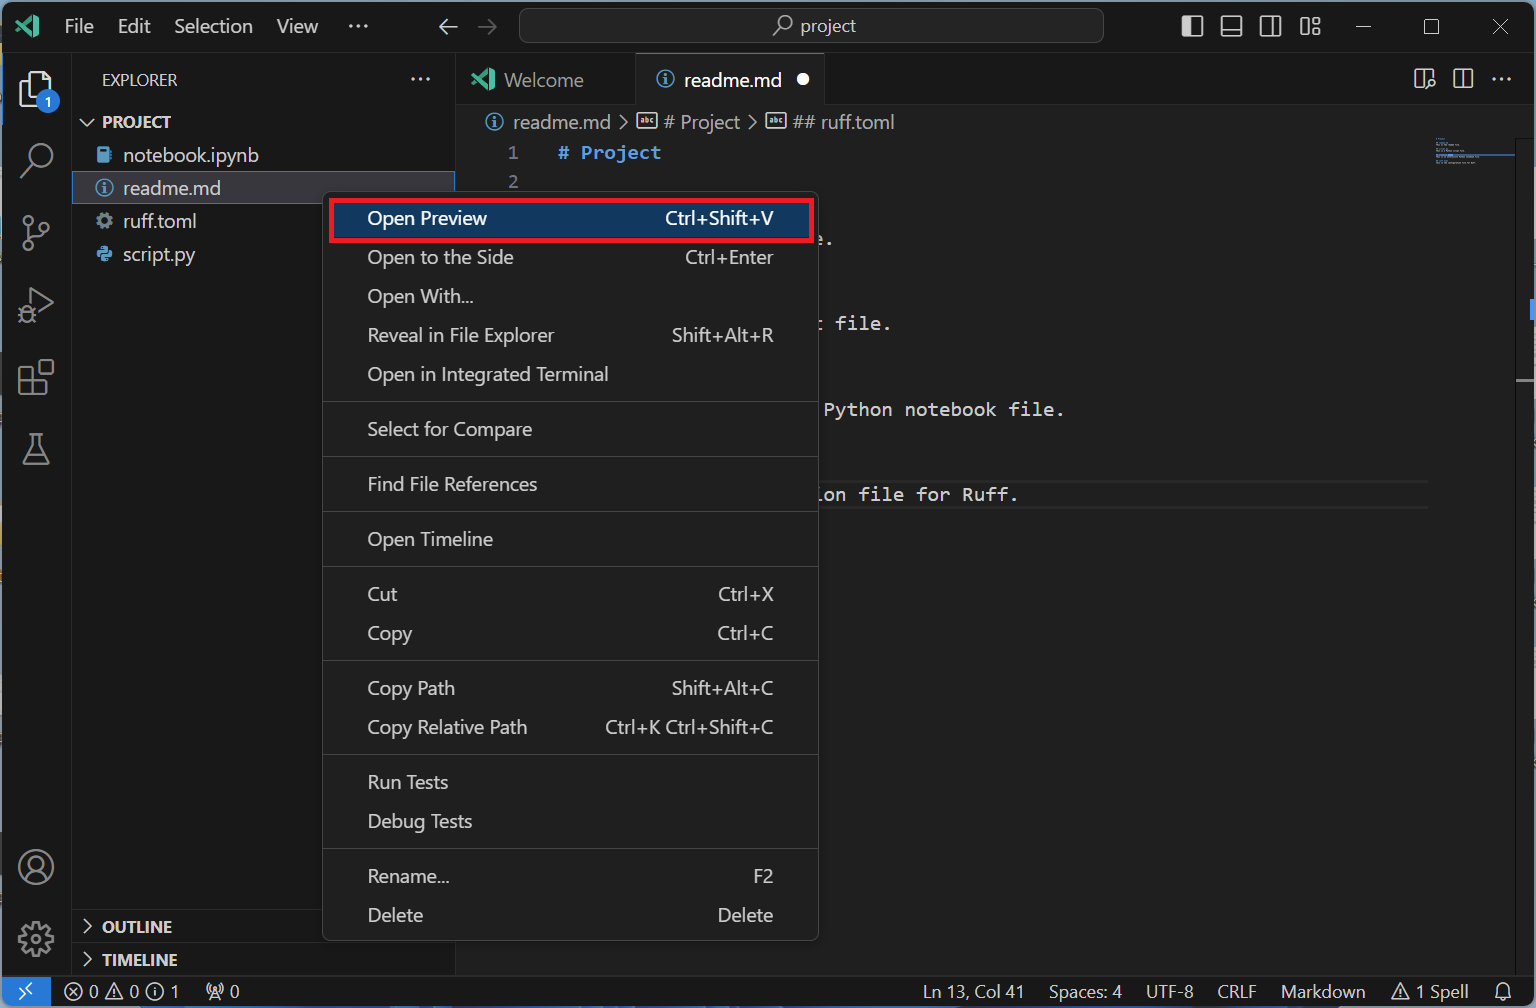 File Edit Selection View ··· project
EXPLORER ···
Welcome
readme.md
PROJECT
notebook.ipynb
readme.md
ruff.toml
script.py
readme.md > # Project > ## ruff.toml
1 # Project
2
e.
t file.
Python notebook file.
ion file for Ruff.
Open Preview Ctrl+Shift+V
Open to the Side Ctrl+Enter
Open With...
Reveal in File Explorer Shift+Alt+R
Open in Integrated Terminal
Select for Compare
Find File References
Open Timeline
Cut Ctrl+X
Copy Ctrl+C
Copy Path Shift+Alt+C
Copy Relative Path Ctrl+K Ctrl+Shift+C
Run Tests
Debug Tests
Rename... F2
Delete Delete
1
OUTLINE
TIMELINE
0 0 1 0 Ln 13, Col 41 Spaces: 4 UTF-8 CRLF Markdown 1 Spell